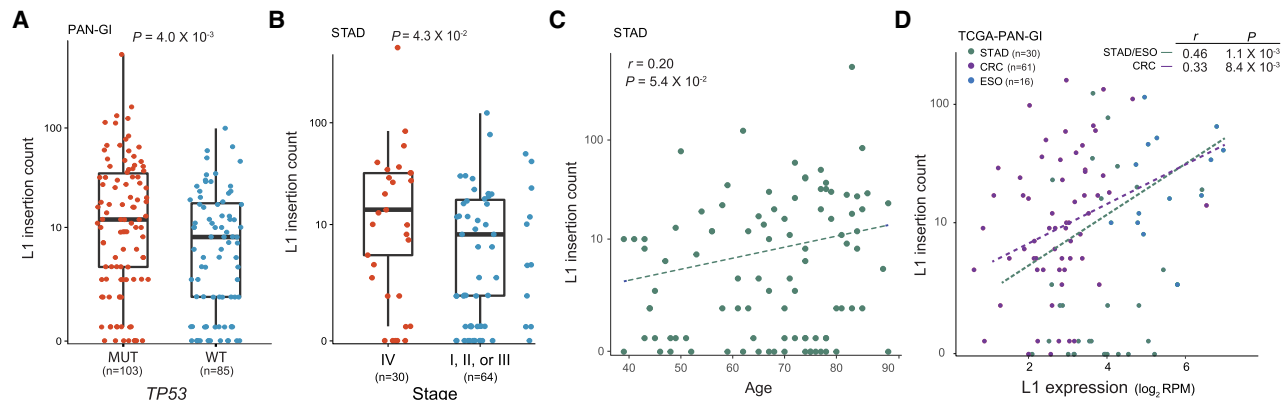 A
PAN-GI
P = 4.0 X 10-3
L1 insertion count
100
10
0
MUT
(n=103)
WT
(n=85)
TP53
B
STAD
P = 4.3 X 10-2
L1 insertion count
100
10
0
IV
(n=30)
I, II, or III
(n=64)
Stage
C
STAD
r = 0.20
P = 5.4 X 10-2
L1 insertion count
100
10
0
40 50 60 70 80 90
Age
D
TCGA-PAN-GI
STAD (n=30)
CRC (n=61)
ESO (n=16)
r P
STAD/ESO 0.46 1.1 X 10-3
CRC 0.33 8.4 X 10-3
L1 insertion count
100
10
0
2 4 6
L1 expression (log2 RPM)